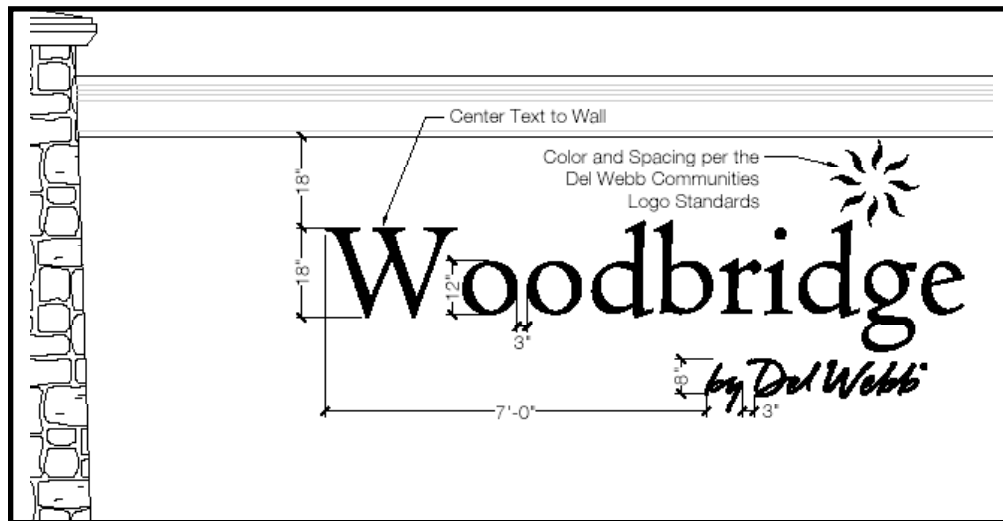 Center Text to Wall
Color and Spacing per the
Del Webb Communities
Logo Standards
18"
18"
Woodbridge
12"
3"
8"
by Del Webb
7'-0"
3"